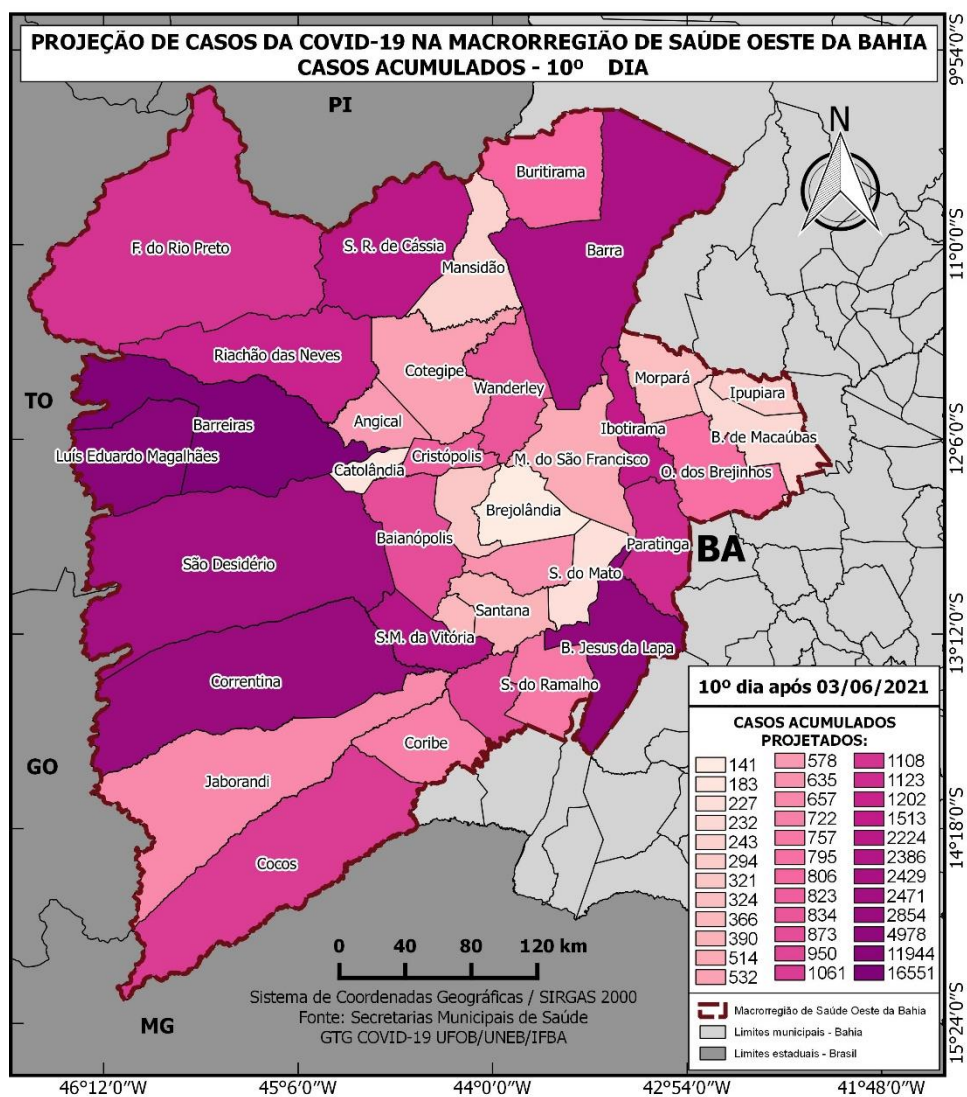 PROJEÇÃO DE CASOS DA COVID-19 NA MACRORREGIÃO DE SAÚDE OESTE DA BAHIA
CASOS ACUMULADOS - 10º DIA
PI
N
Buritirama
F. do Rio Preto
S. R. de Cássia
Barra
Mansidão
Riachão das Neves
Cotegipe
Wanderley
Morpará
Ipupiara
TO
Barreiras
Angical
Ibotirama
B. de Macaúbas
Luís Eduardo Magalhães
Catolândia
Cristópolis
M. do São Francisco
O. dos Brejinhos
Brejolândia
Baianópolis
Paratinga
BA
São Desidério
S. do Mato
Santana
S.M. da Vitória
B. Jesus da Lapa
Correntina
S. do Ramalho
GO
Coribe
Jaborandi
Cocos
MG
10º dia após 03/06/2021
CASOS ACUMULADOS
PROJETADOS:
141
183
227
232
243
294
321
324
366
390
514
532
578
635
657
722
757
795
806
823
834
873
950
1061
1108
1123
1202
1513
2224
2386
2429
2471
2854
4978
11944
16551
Macrorregião de Saúde Oeste da Bahia
Limites municipais - Bahia
Limites estaduais - Brasil
0 40 80 120 km
Sistema de Coordenadas Geográficas / SIRGAS 2000
Fonte: Secretarias Municipais de Saúde
GTG COVID-19 UFOB/UNEB/IFBA
9°54'0"S
11°0'0"S
12°6'0"S
13°12'0"S
14°18'0"S
15°24'0"S
46°12'0"W
45°6'0"W
44°0'0"W
42°54'0"W
41°48'0"W